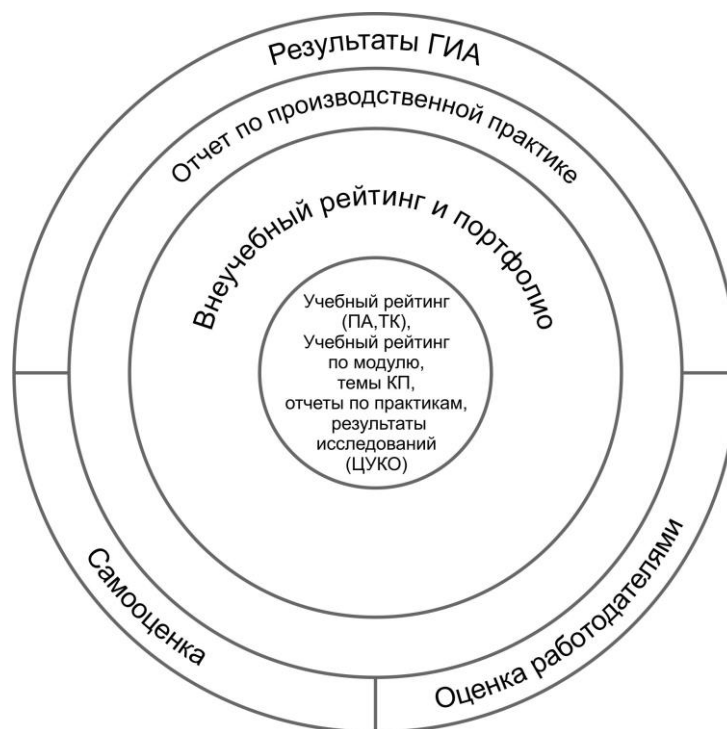 Результаты ГИА
Отчет по производственной практике
Внеучебный рейтинг и портфолио
Учебный рейтинг
(ПА,ТК),
Учебный рейтинг
по модулю,
темы КП,
отчеты по практикам,
результаты
исследований
(ЦУКО)
Самооценка
Оценка работодателями